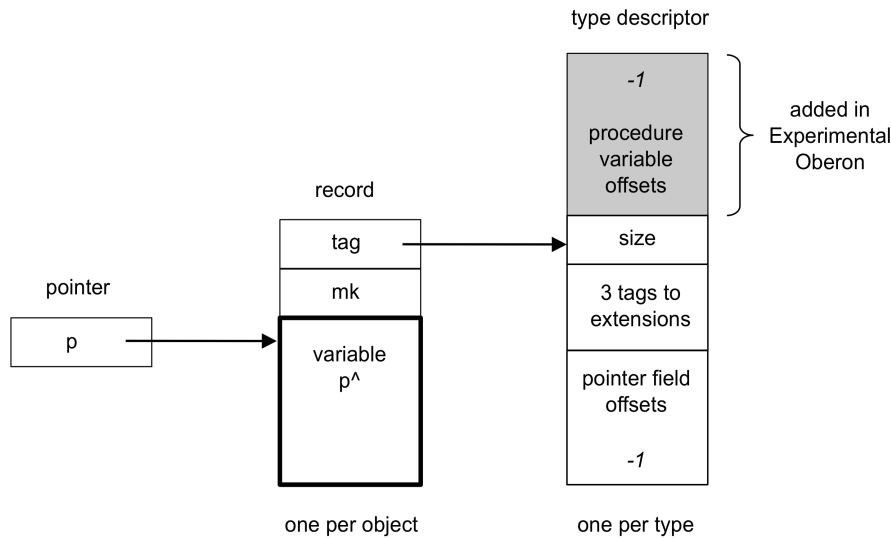 type descriptor
-1
procedure
variable
offsets
added in
Experimental
Oberon
record
tag
size
mk
3 tags to
extensions
pointer
p
variable
p^
pointer field
offsets
-1
one per object
one per type